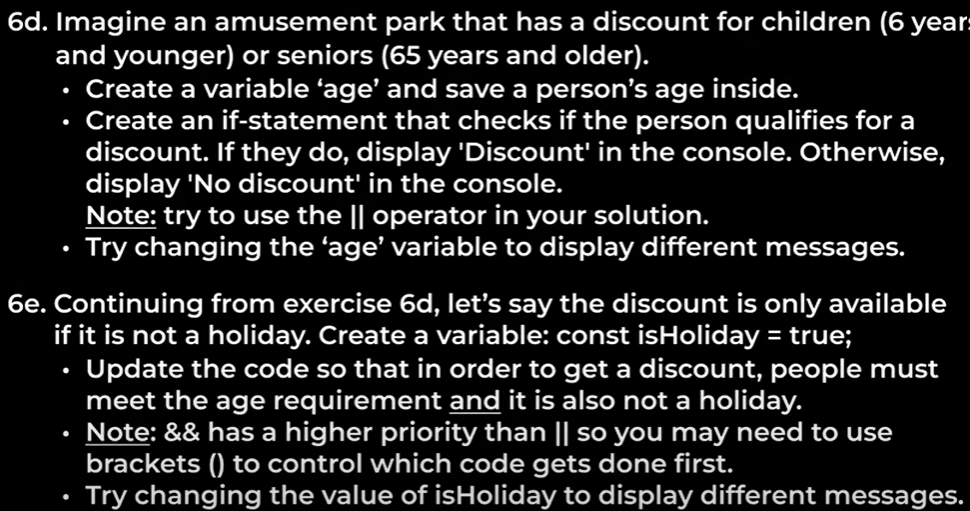 6d. Imagine an amusement park that has a discount for children (6 years
and younger) or seniors (65 years and older).
• Create a variable ‘age’ and save a person’s age inside.
• Create an if-statement that checks if the person qualifies for a
discount. If they do, display 'Discount' in the console. Otherwise,
display 'No discount' in the console.
Note: try to use the || operator in your solution.
• Try changing the ‘age’ variable to display different messages.
6e. Continuing from exercise 6d, let’s say the discount is only available
if it is not a holiday. Create a variable: const isHoliday = true;
• Update the code so that in order to get a discount, people must
meet the age requirement and it is also not a holiday.
• Note: && has a higher priority than || so you may need to use
brackets () to control which code gets done first.
• Try changing the value of isHoliday to display different messages.